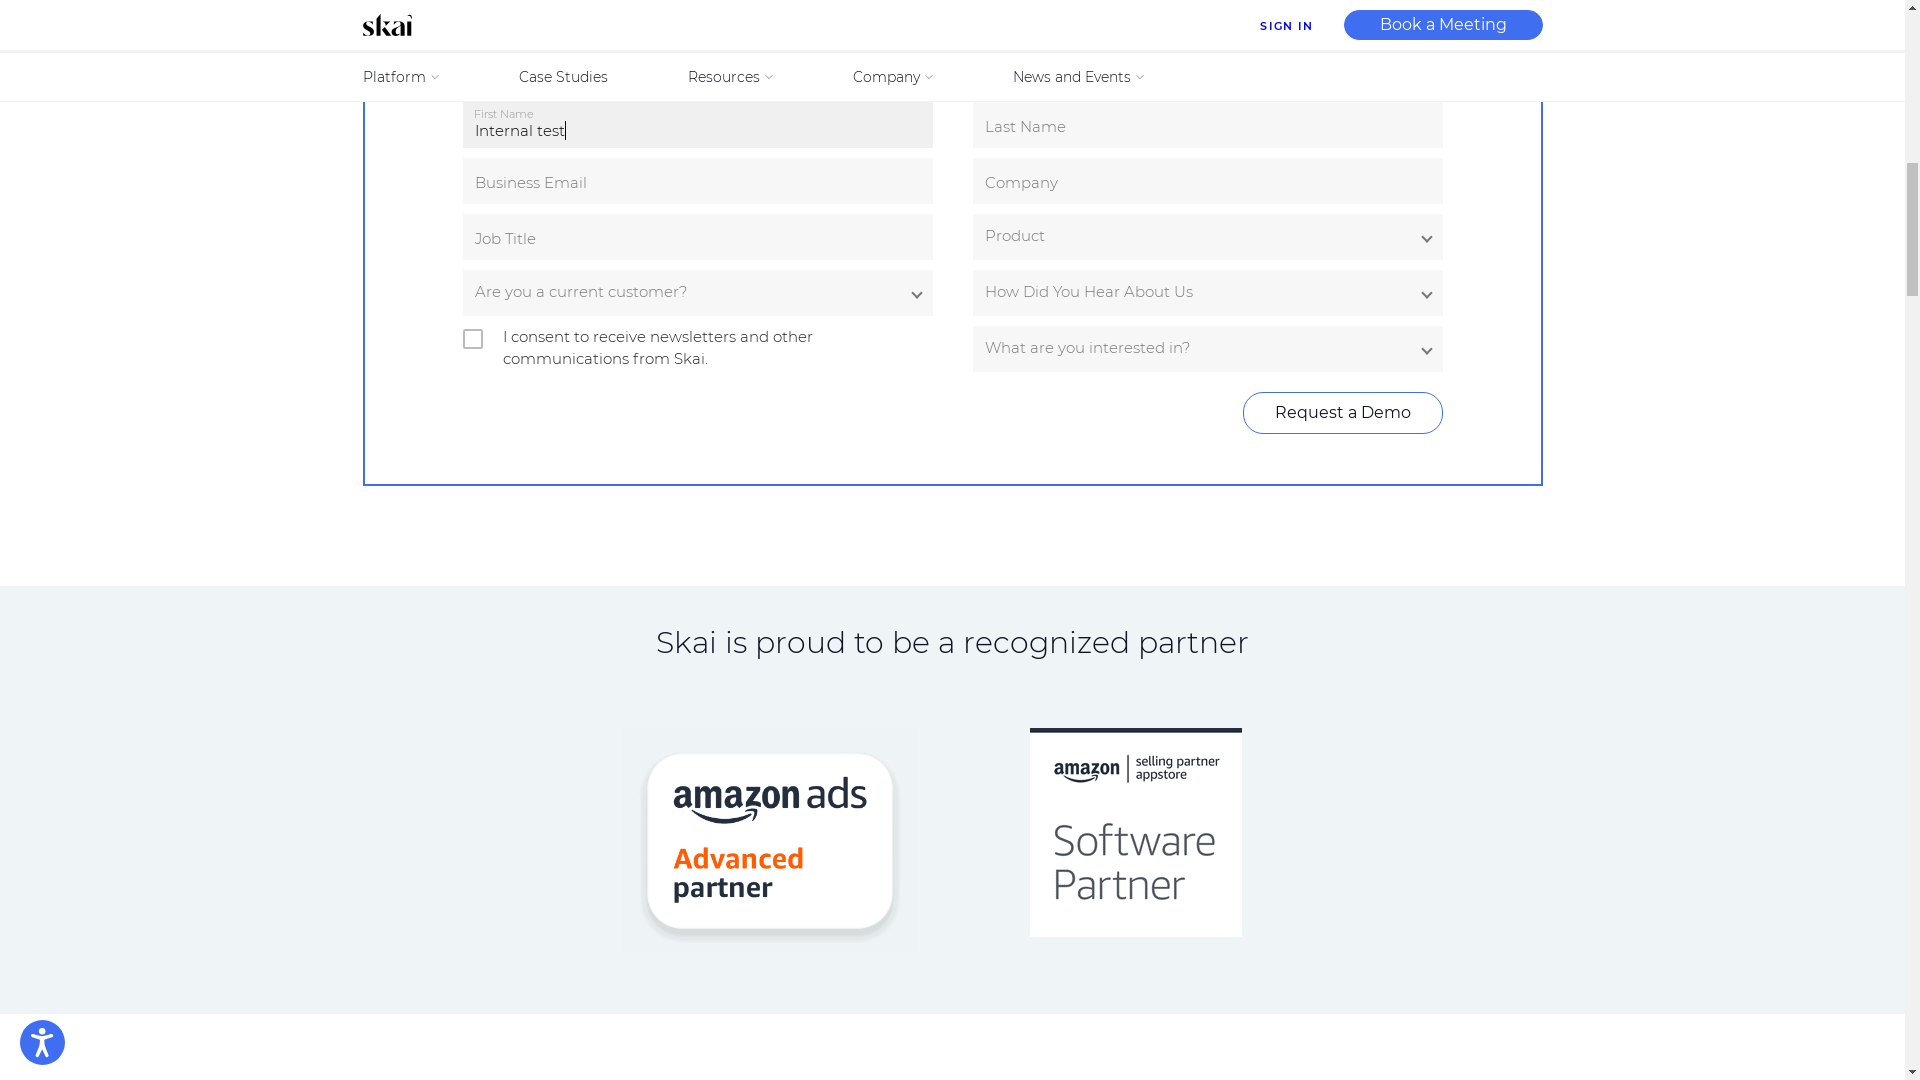 skai
SIGN IN
Book a Meeting
Platform
Case Studies
Resources
Company
News and Events
First Name
Internal test
Last Name
Business Email
Company
Job Title
Product
Are you a current customer?
How Did You Hear About Us
I consent to receive newsletters and other
communications from Skai.
What are you interested in?
Request a Demo
Skai is proud to be a recognized partner
amazon ads
Advanced
partner
amazon
selling partner
appstore
Software
Partner